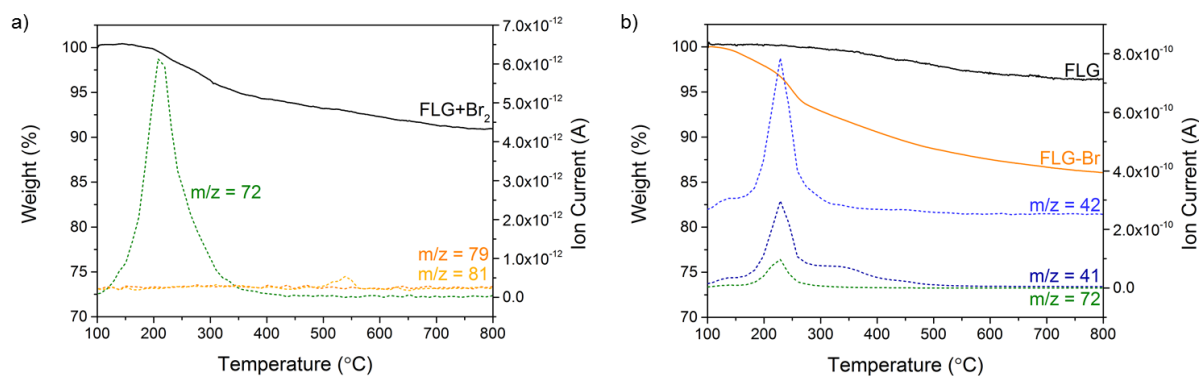 a)
Weight (%)
100
95
90
85
80
75
70
100 200 300 400 500 600 700 800
Temperature (°C)
7.0x10-12
6.0x10-12
5.0x10-12
4.0x10-12
3.0x10-12
2.0x10-12
1.0x10-12
0.0
Ion Current (A)
FLG+Br2
m/z = 72
m/z = 79
m/z = 81
b)
Weight (%)
100
95
90
85
80
75
70
100 200 300 400 500 600 700 800
Temperature (°C)
8.0x10-10
6.0x10-10
4.0x10-10
2.0x10-10
0.0
Ion Current (A)
FLG
FLG-Br
m/z = 42
m/z = 41
m/z = 72